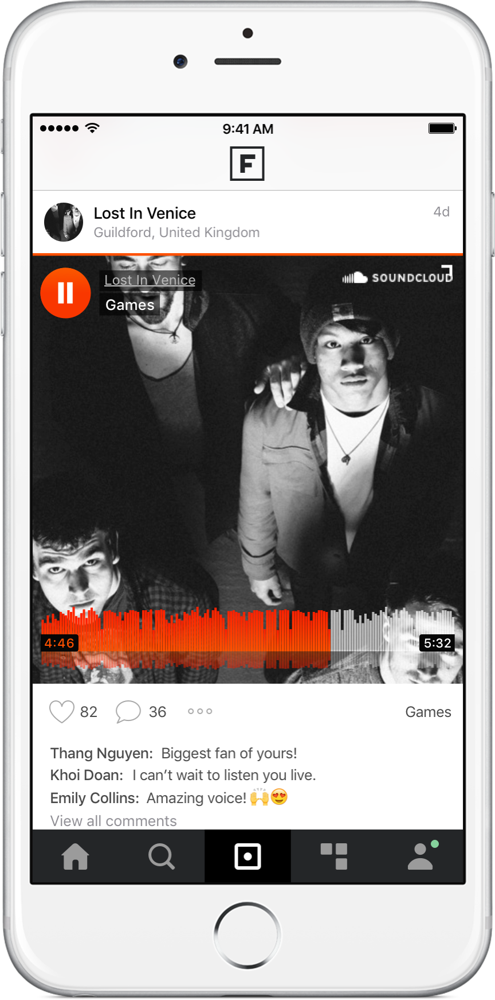 9:41 AM
F
Lost In Venice
4d
Guildford, United Kingdom
Lost In Venice
SOUNDCLOUD
Games
4:46
5:32
82
36
Games
Thang Nguyen: Biggest fan of yours!
Khoi Doan: I can’t wait to listen you live.
Emily Collins: Amazing voice! 🙌😍
View all comments